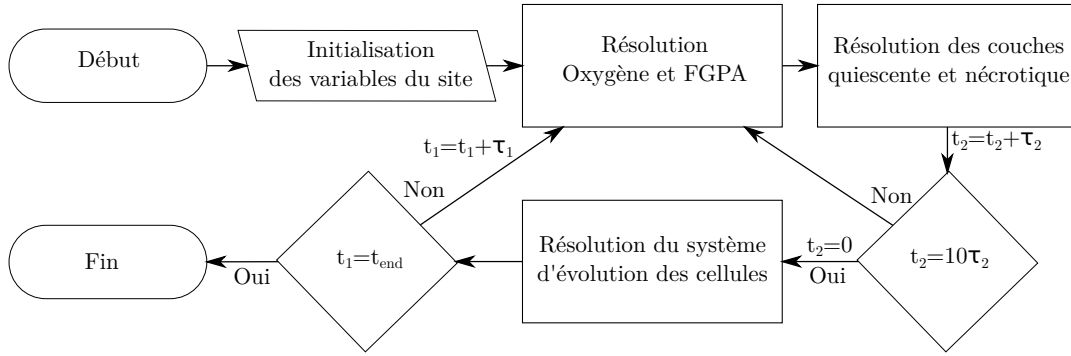 Début
Initialisation
des variables du site
Résolution
Oxygène et FGPA
Résolution des couches
quiescente et nécrotique
t₂=t₂+τ₂
t₁=t₁+τ₁
Non
Non
Fin
Oui
t₁=tₑₙd
Résolution du système
d'évolution des cellules
t₂=0
Oui
t₂=10τ₂